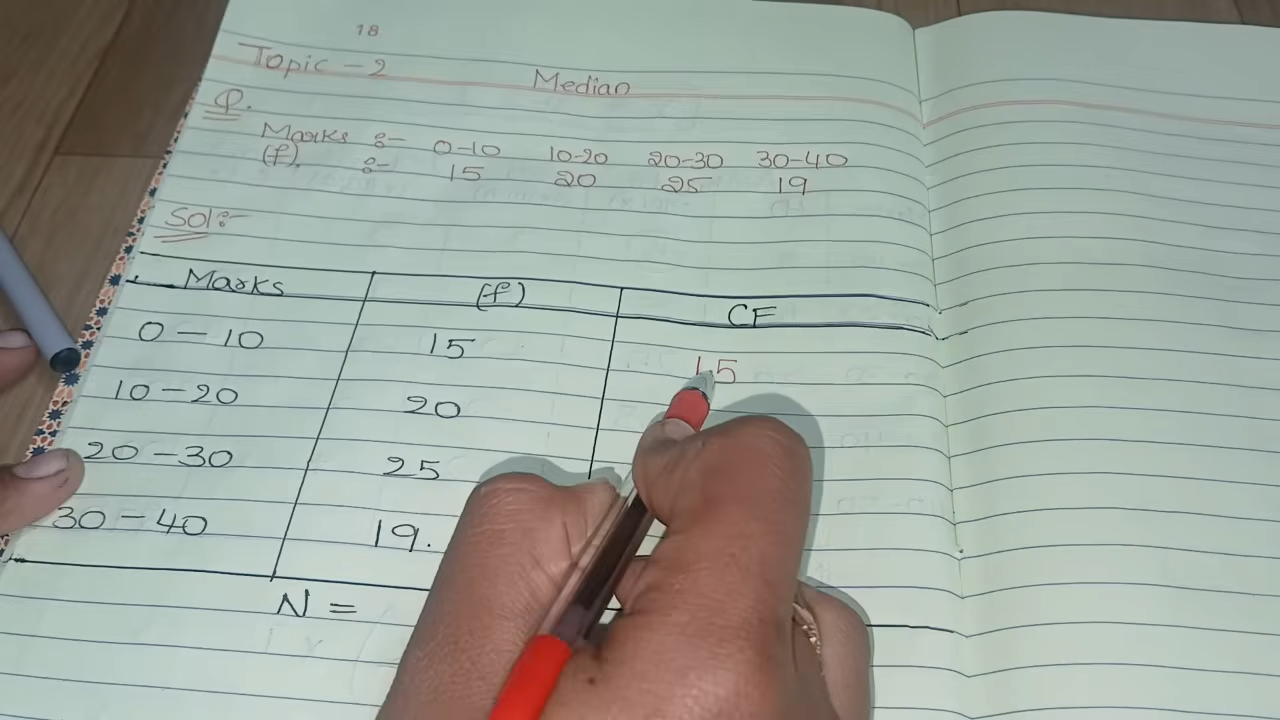 18
Topic - 2 Median
Q.
Marks :- 0-10 10-20 20-30 30-40
(f). :- 15 20 25 19
Sol:-
Marks (f) CF
0 - 10 15 15
10 - 20 20
20 - 30 25
30 - 40 19.
N =